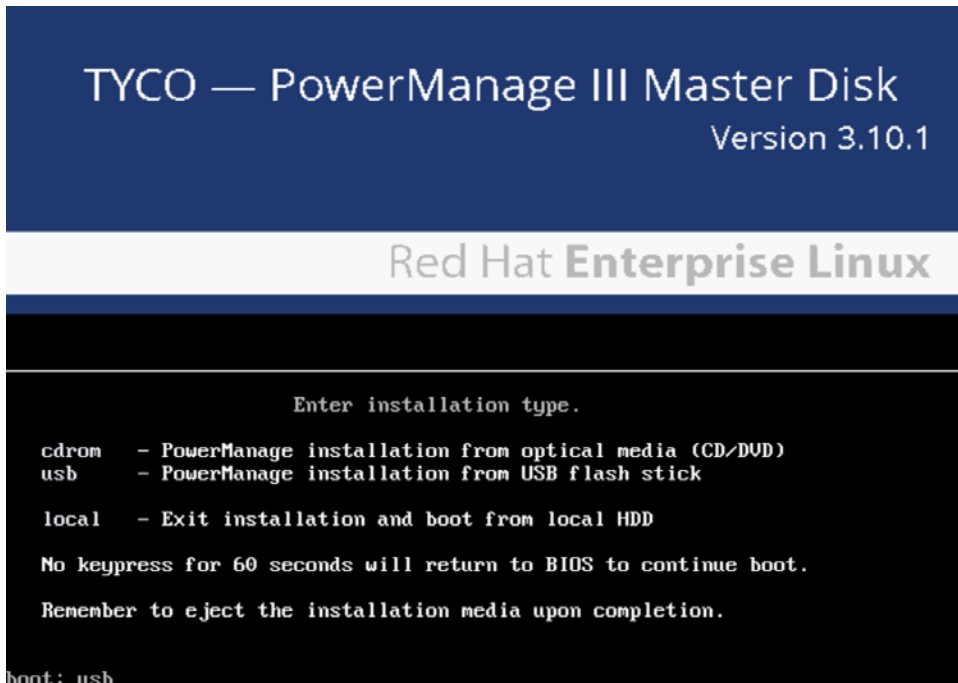 TYCO — PowerManage III Master Disk
Version 3.10.1
Red Hat Enterprise Linux
Enter installation type.
cdrom - PowerManage installation from optical media (CD/DVD)
usb - PowerManage installation from USB flash stick
local - Exit installation and boot from local HDD
No keypress for 60 seconds will return to BIOS to continue boot.
Remember to eject the installation media upon completion.
boot: usb